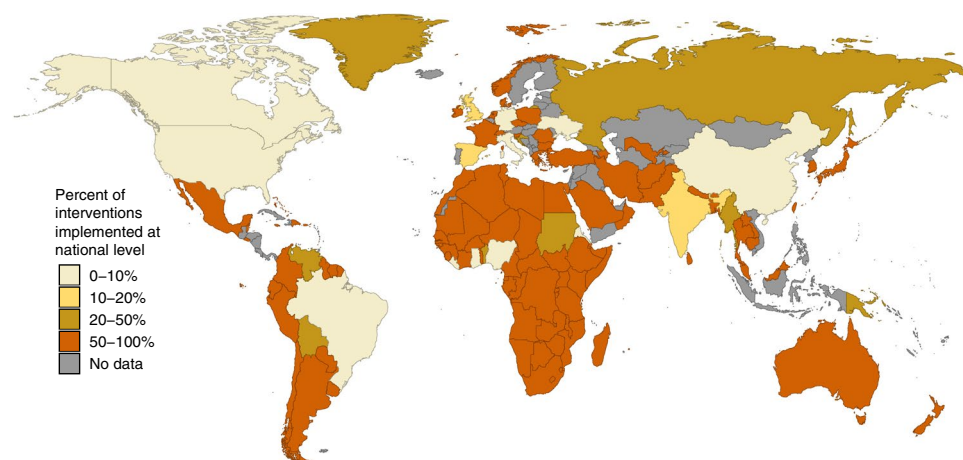 Percent of
interventions
implemented at
national level
0–10%
10–20%
20–50%
50–100%
No data